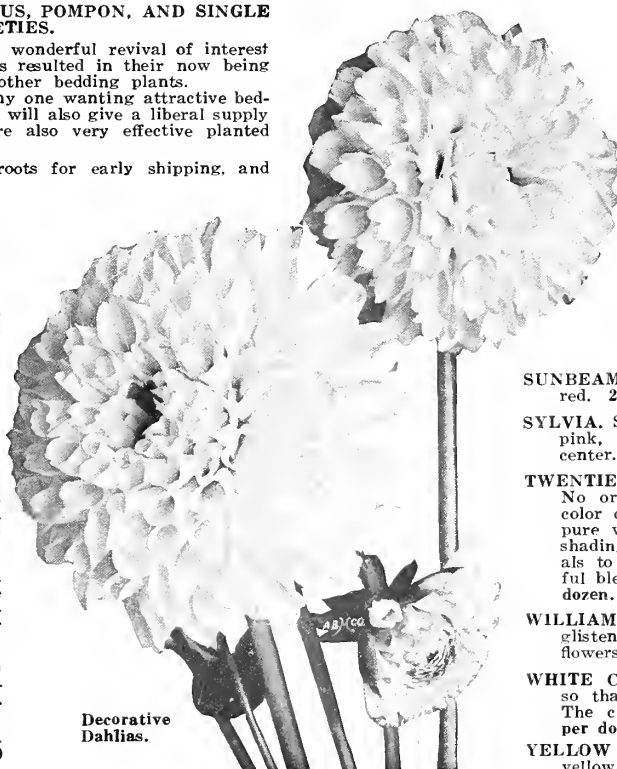 US, POMPON, AND SINGLE
ETIES.
wonderful revival of interest
s resulted in their now being
other bedding plants.
ny one wanting attractive bed-
will also give a liberal supply
re also very effective planted
roots for early shipping, and
A.B.M.CO.
Decorative
Dahlias.
SUNBEAM
red. 2
SYLVIA. S
pink,
center.
TWENTIE
No or
color o
pure v
shadin
als to
ful ble
dozen.
WILLIAM
glisten
flowers
WHITE C
so tha
The c
per do
YELLOW
yellow